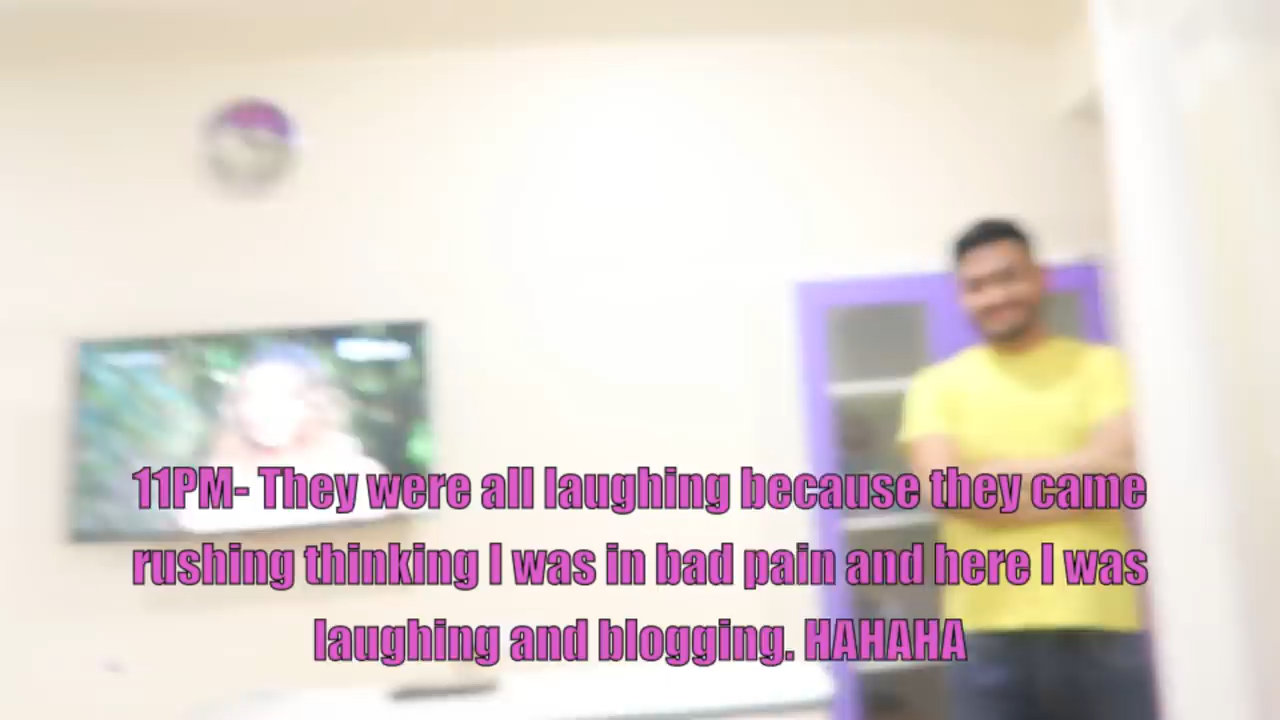 11PM- They were all laughing because they came
rushing thinking I was in bad pain and here I was
laughing and blogging. HAHAHA